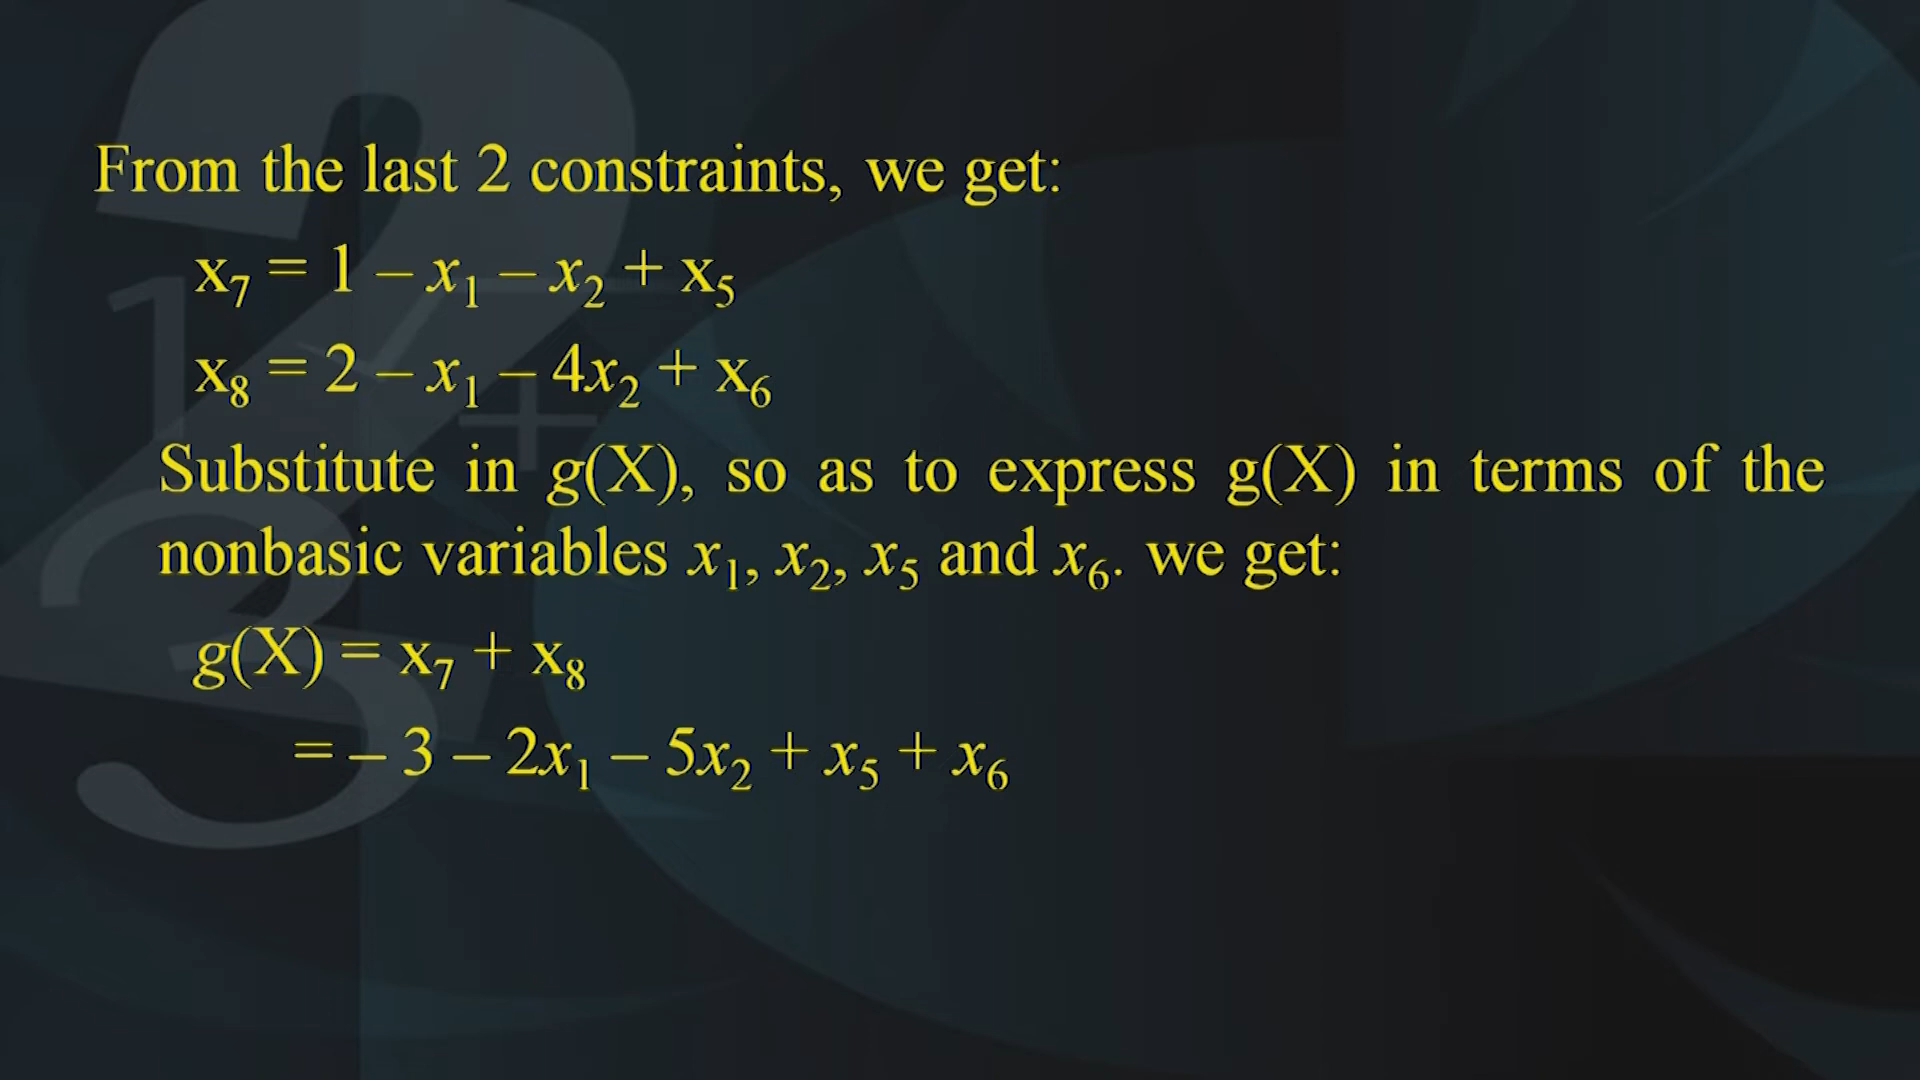 From the last 2 constraints, we get:
x₇ = 1 – x₁ – x₂ + x₅
x₈ = 2 – x₁ – 4x₂ + x₆
Substitute in g(X), so as to express g(X) in terms of the
nonbasic variables x₁, x₂, x₅ and x₆. we get:
g(X) = x₇ + x₈
= – 3 – 2x₁ – 5x₂ + x₅ + x₆